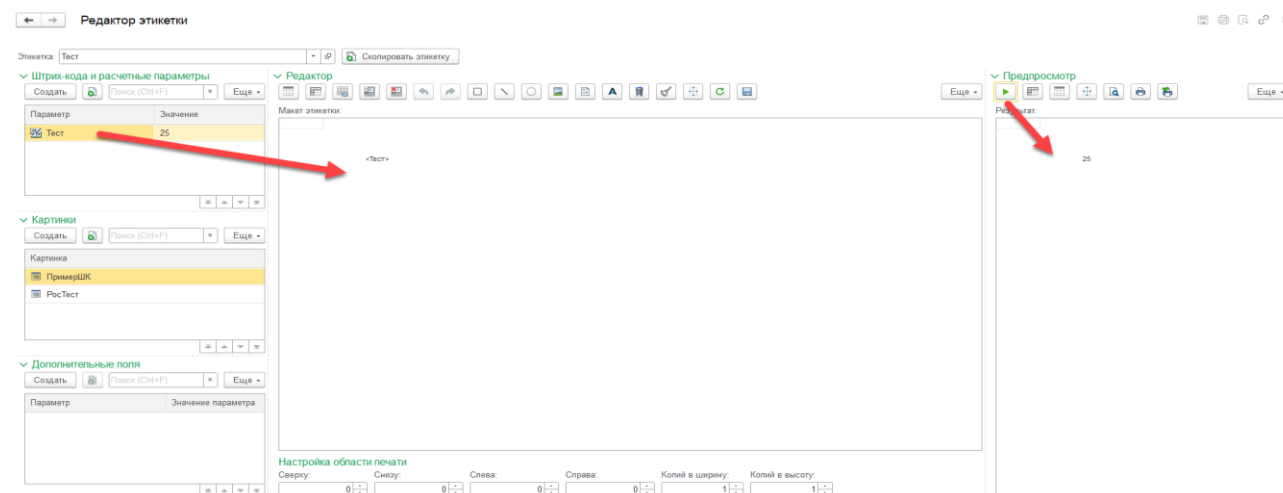 Редактор этикетки
Этикетка: Тест Скопировать этикетку
Штрих-кода и расчетные параметры
Создать Поиск (Ctrl+F) × Еще
Параметр Значение
Тест 25
Картинки
Создать Поиск (Ctrl+F) × Еще
Картинка
ПримерШК
РосТест
Дополнительные поля
Создать Поиск (Ctrl+F) × Еще
Параметр Значение параметра
Редактор
Еще
Макет этикетки:
<Тест>
Настройка области печати
Сверху: Снизу: Слева: Справа: Копий в ширину: Копий в высоту:
0 0 0 0 1 1
Предпросмотр
Еще
Результат:
25